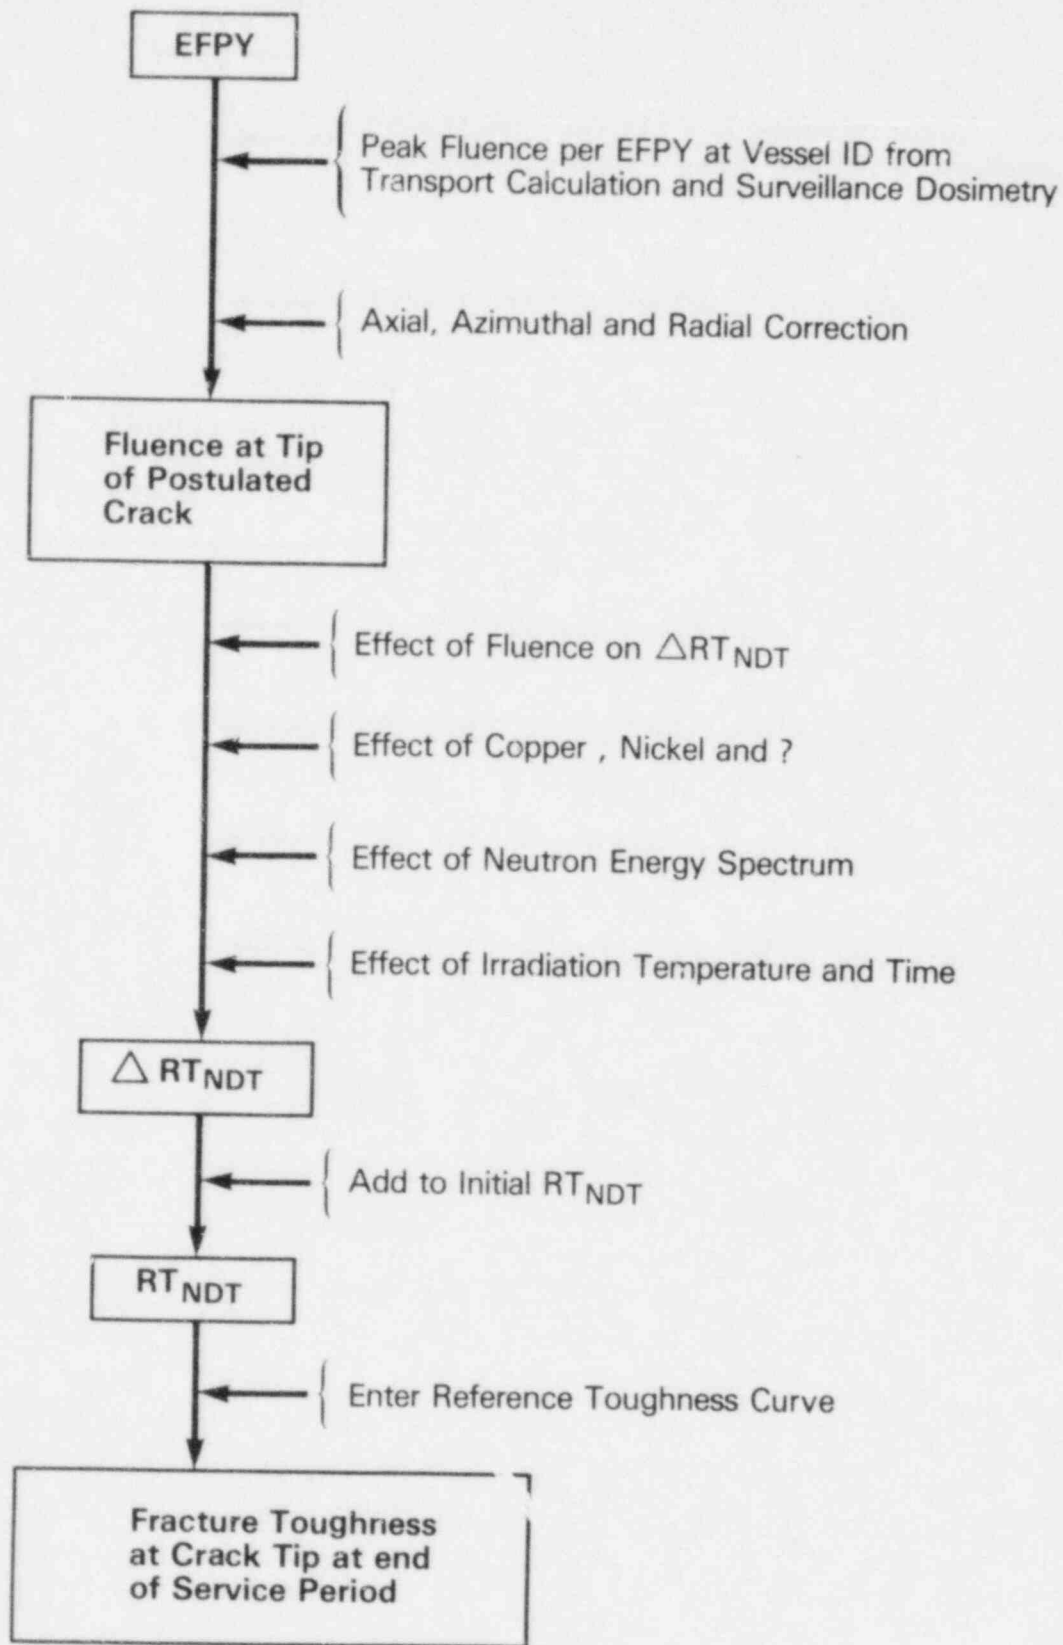 EFPY
Peak Fluence per EFPY at Vessel ID from
Transport Calculation and Surveillance Dosimetry
Axial, Azimuthal and Radial Correction
Fluence at Tip
of Postulated
Crack
Effect of Fluence on △RTNDT
Effect of Copper , Nickel and ?
Effect of Neutron Energy Spectrum
Effect of Irradiation Temperature and Time
△ RTNDT
Add to Initial RTNDT
RTNDT
Enter Reference Toughness Curve
Fracture Toughness
at Crack Tip at end
of Service Period